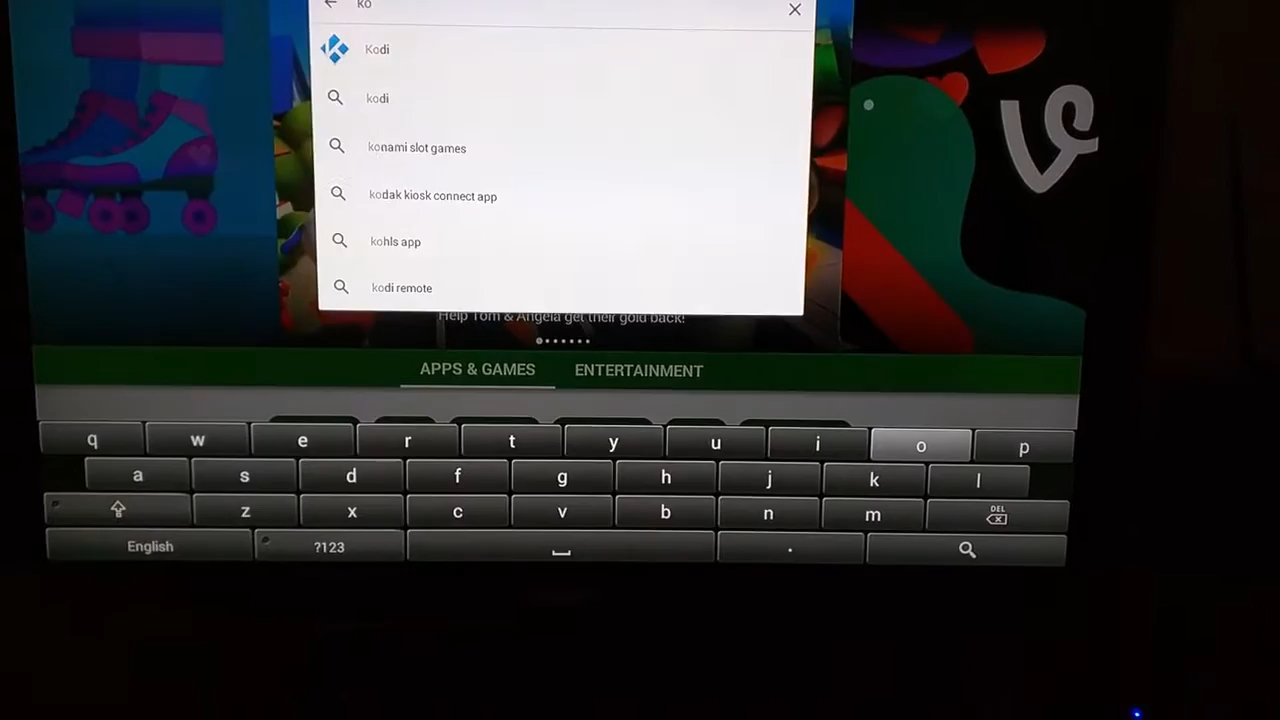 ko
Kodi
kodi
konami slot games
kodak kiosk connect app
kohls app
kodi remote
Help Tom & Angela get their gold back!
APPS & GAMES ENTERTAINMENT
q w e r t y u i o p
a s d f g h j k l
z x c v b n m DEL
English ?123 .